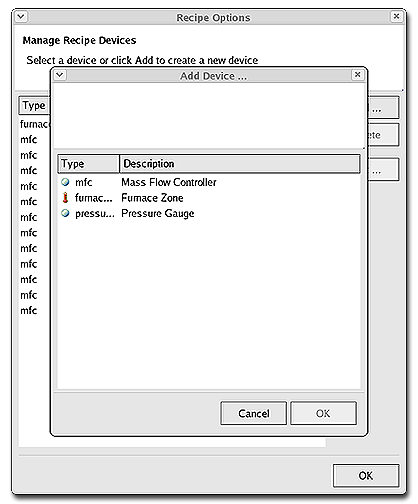 Recipe Options
Manage Recipe Devices
Select a device or click Add to create a new device
Add Device ...
Type
...
furnace
ete
mfc
...
mfc
mfc
mfc
mfc
mfc
mfc
mfc
mfc
mfc
mfc
mfc
Type Description
mfc Mass Flow Controller
furnac... Furnace Zone
pressu... Pressure Gauge
Cancel OK
OK